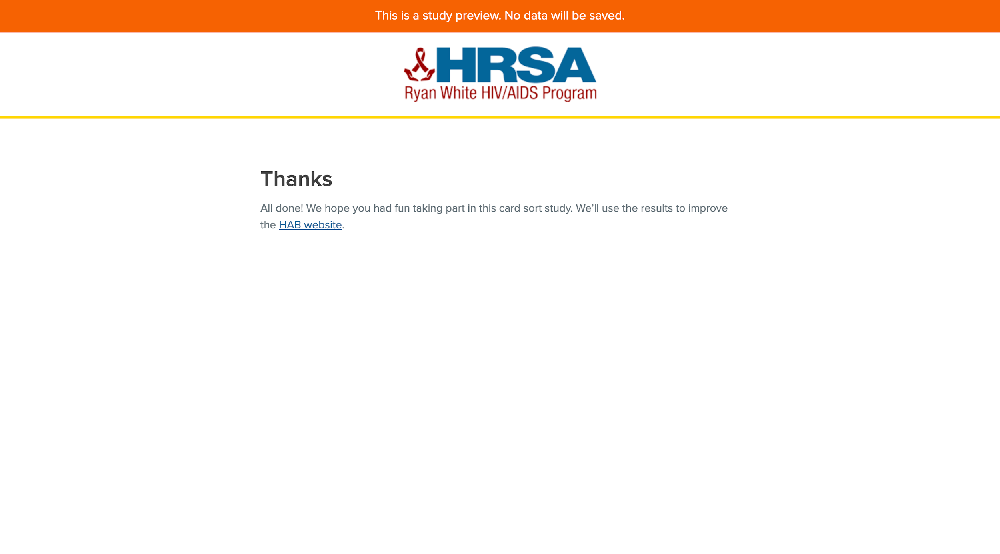 This is a study preview. No data will be saved.
HRSA
Ryan White HIV/AIDS Program
Thanks
All done! We hope you had fun taking part in this card sort study. We’ll use the results to improve
the HAB website.